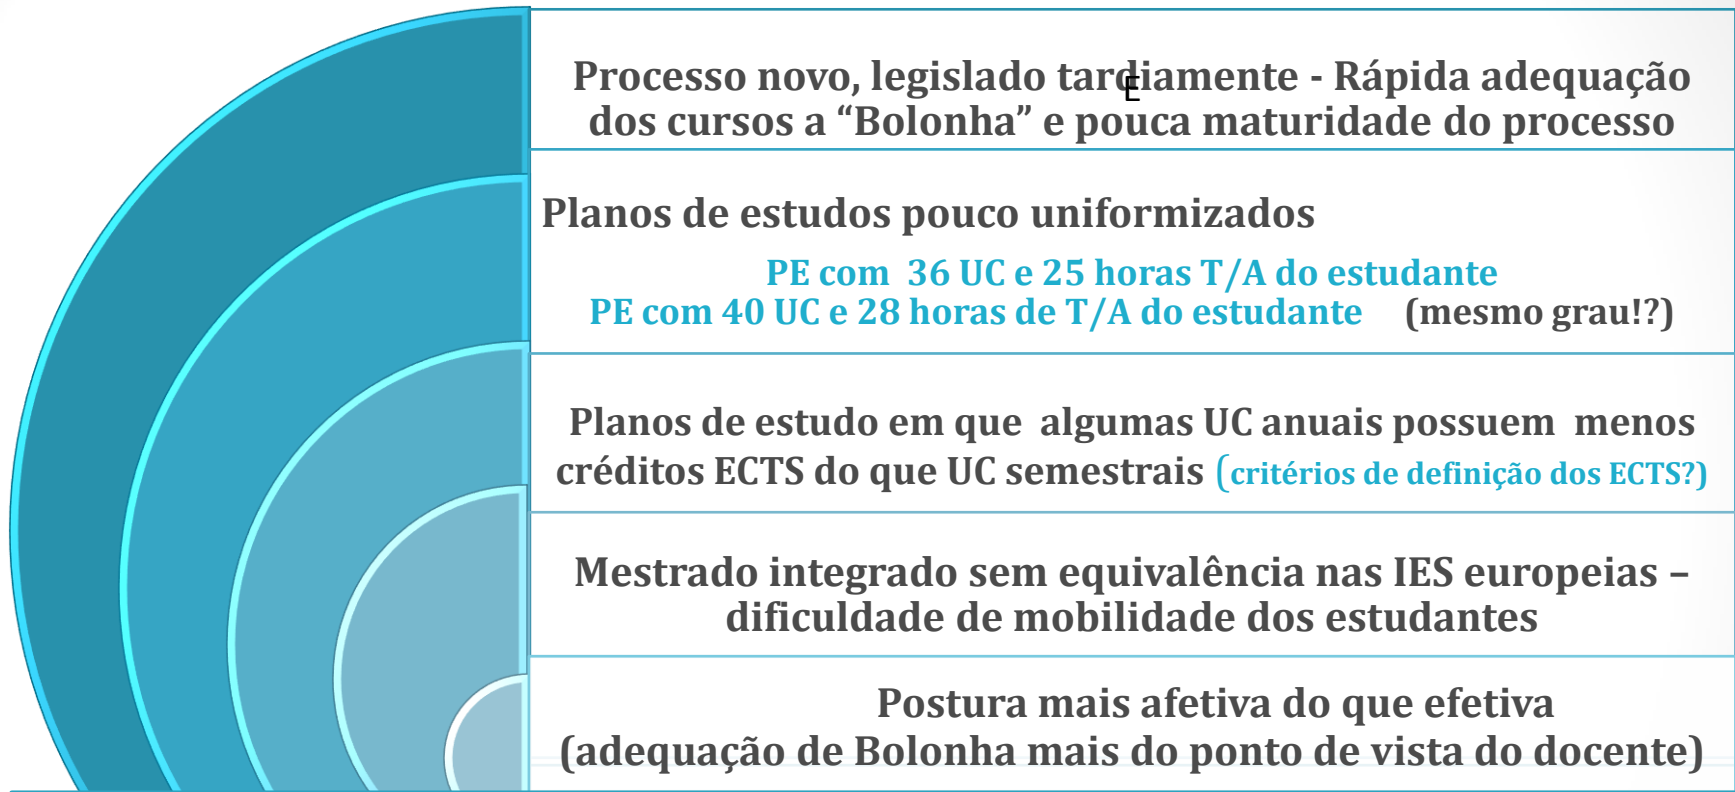 Processo novo, legislado tardiamente - Rápida adequação
E
dos cursos a “Bolonha” e pouca maturidade do processo
Planos de estudos pouco uniformizados
PE com 36 UC e 25 horas T/A do estudante
PE com 40 UC e 28 horas de T/A do estudante (mesmo grau!?)
Planos de estudo em que algumas UC anuais possuem menos
créditos ECTS do que UC semestrais (critérios de definição dos ECTS?)
Mestrado integrado sem equivalência nas IES europeias –
dificuldade de mobilidade dos estudantes
Postura mais afetiva do que efetiva
(adequação de Bolonha mais do ponto de vista do docente)